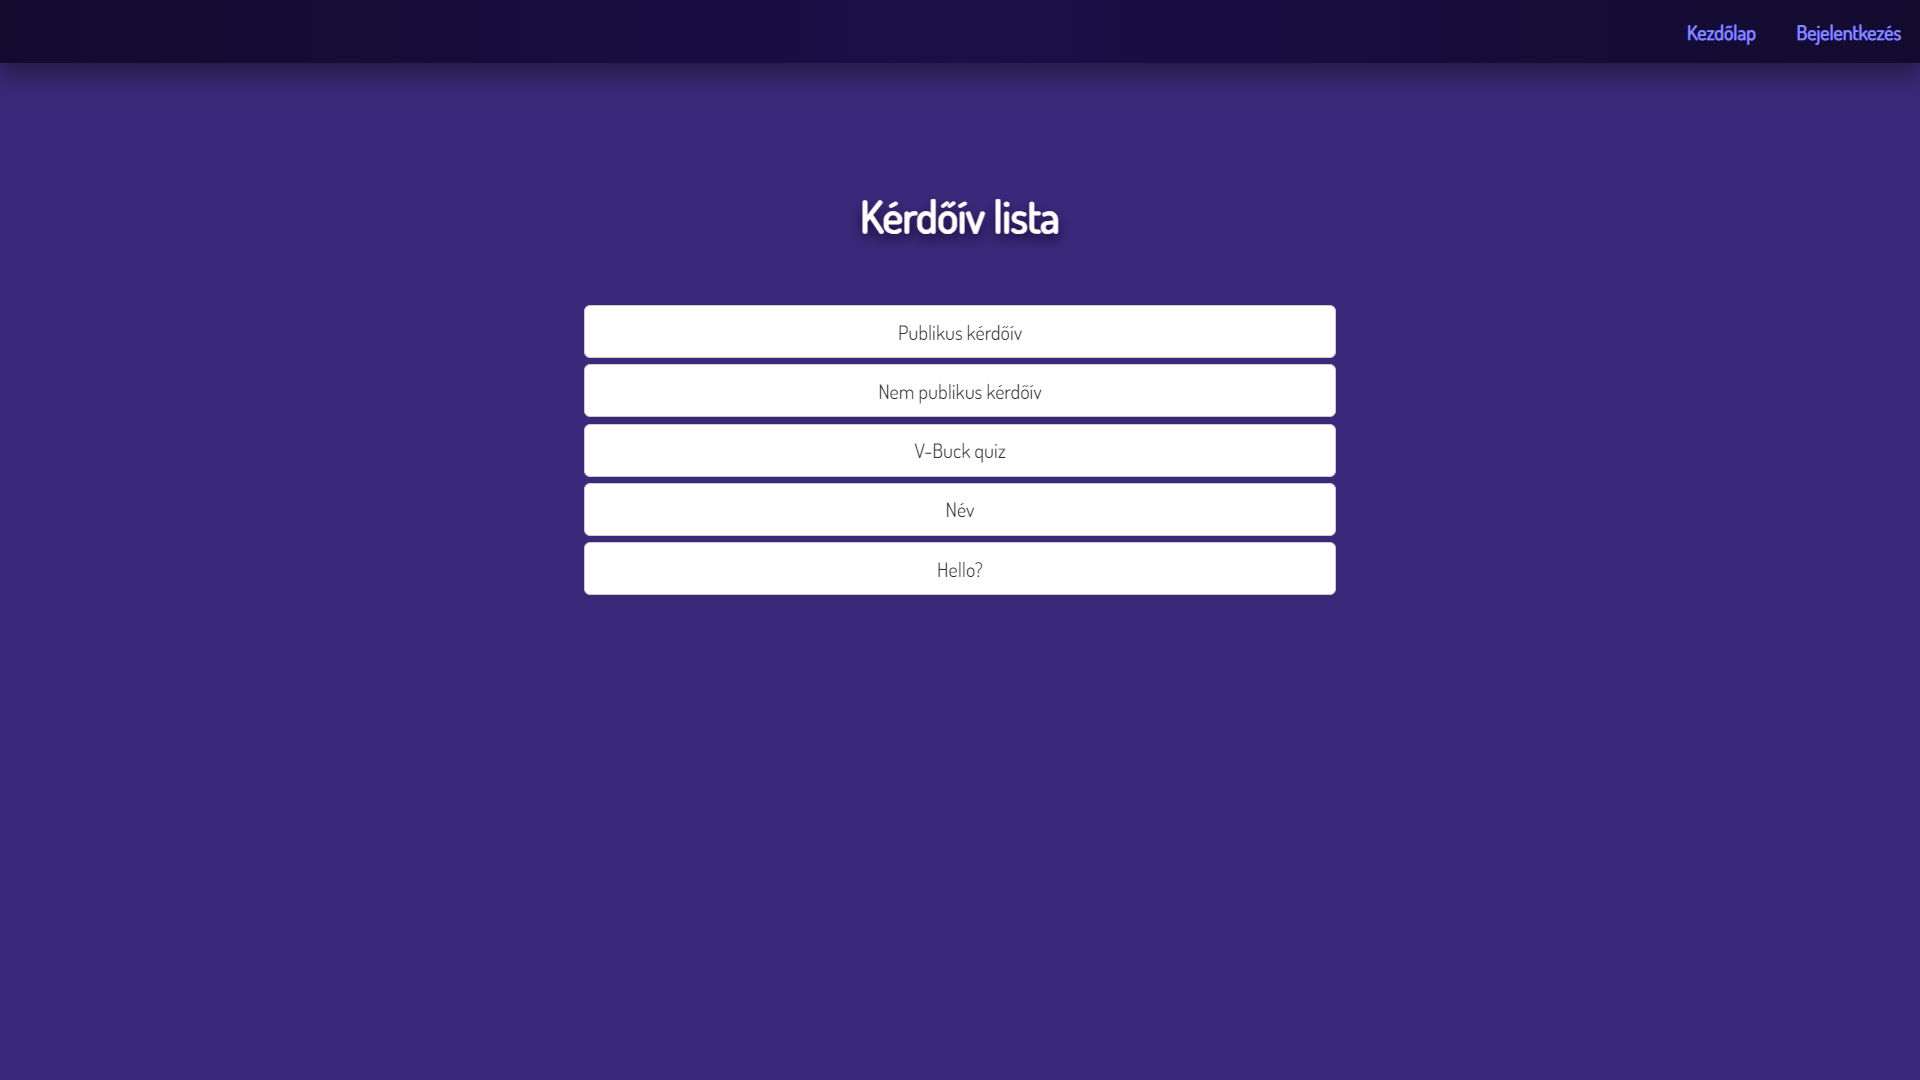 Kezdőlap Bejelentkezés
Kérdőív lista
Publikus kérdőív
Nem publikus kérdőív
V-Buck quiz
Név
Hello?